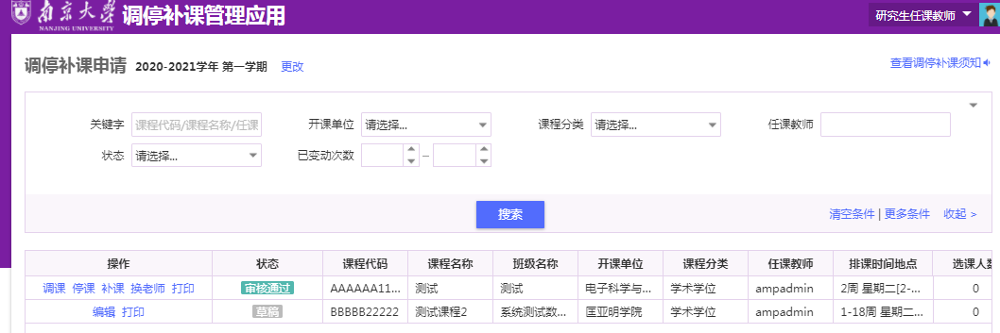 南京大学 调停补课管理应用 研究生任课教师
NANJING UNIVERSITY
调停补课申请 2020-2021学年 第一学期 更改 查看调停补课须知
关键字 课程代码/课程名称/任课 开课单位 请选择... 课程分类 请选择... 任课教师
状态 请选择... 已变动次数 –
搜索 清空条件 | 更多条件 收起 >
操作 状态 课程代码 课程名称 班级名称 开课单位 课程分类 任课教师 排课时间地点 选课人数
调课 停课 补课 换老师 打印 审核通过 AAAAAA11... 测试 测试 电子科学与... 学术学位 ampadmin 2周 星期二[2-... 0
编辑 打印 草稿 BBBBB22222 测试课程2 系统测试数... 匡亚明学院 学术学位 ampadmin 1-18周 星期二... 0